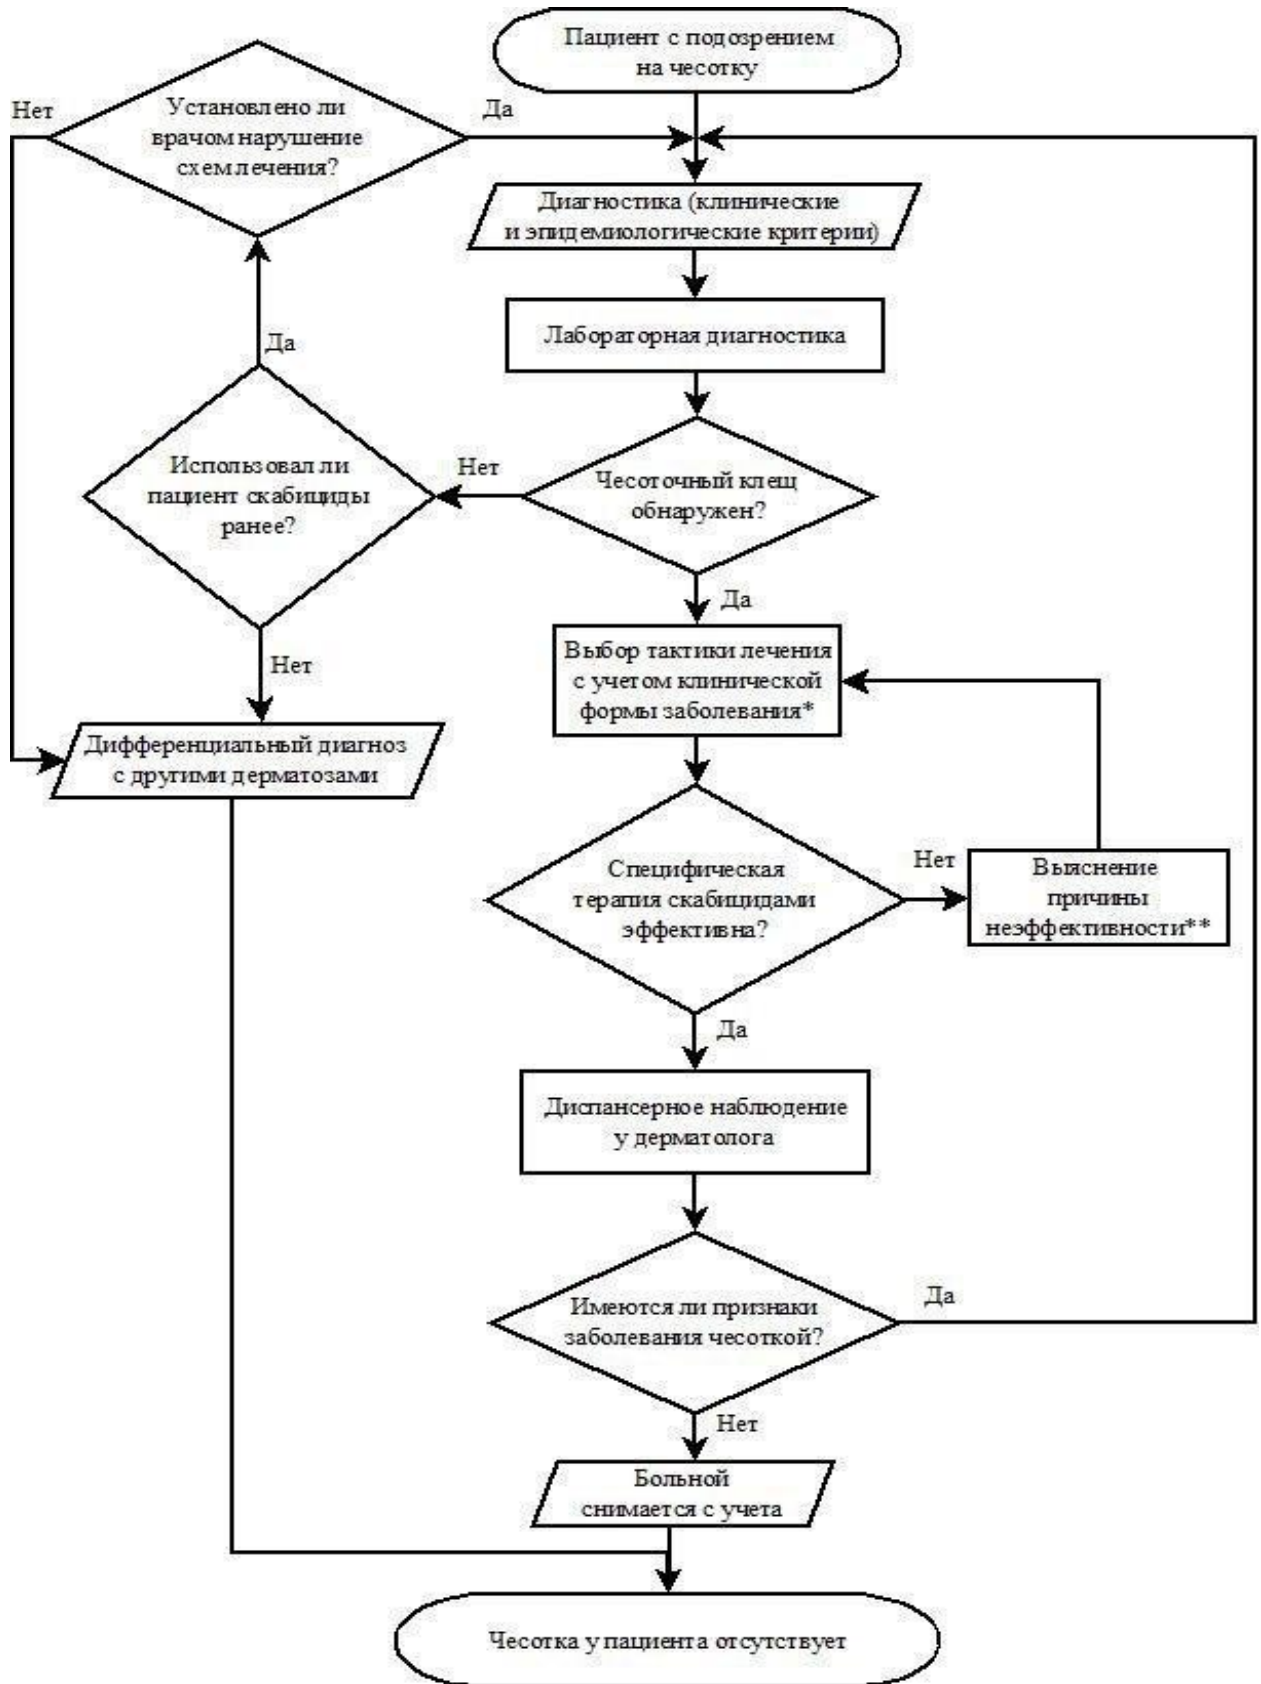 Пациент с подозрением
на чесотку
Нет
Установлено ли
врачом нарушение
схем лечения?
Да
Диагностика (клинические
и эпидемиологические критерии)
Лабораторная диагностика
Да
Использовал ли
пациент скабициды
ранее?
Нет
Чесоточный клещ
обнаружен?
Да
Нет
Выбор тактики лечения
с учетом клинической
формы заболевания*
Дифференциальный диагноз
с другими дерматозами
Специфическая
терапия скабицидами
эффективна?
Нет
Выяснение
причины
неэффективности**
Да
Диспансерное наблюдение
у дерматолога
Имеются ли признаки
заболевания чесоткой?
Да
Нет
Больной
снимается с учета
Чесотка у пациента отсутствует